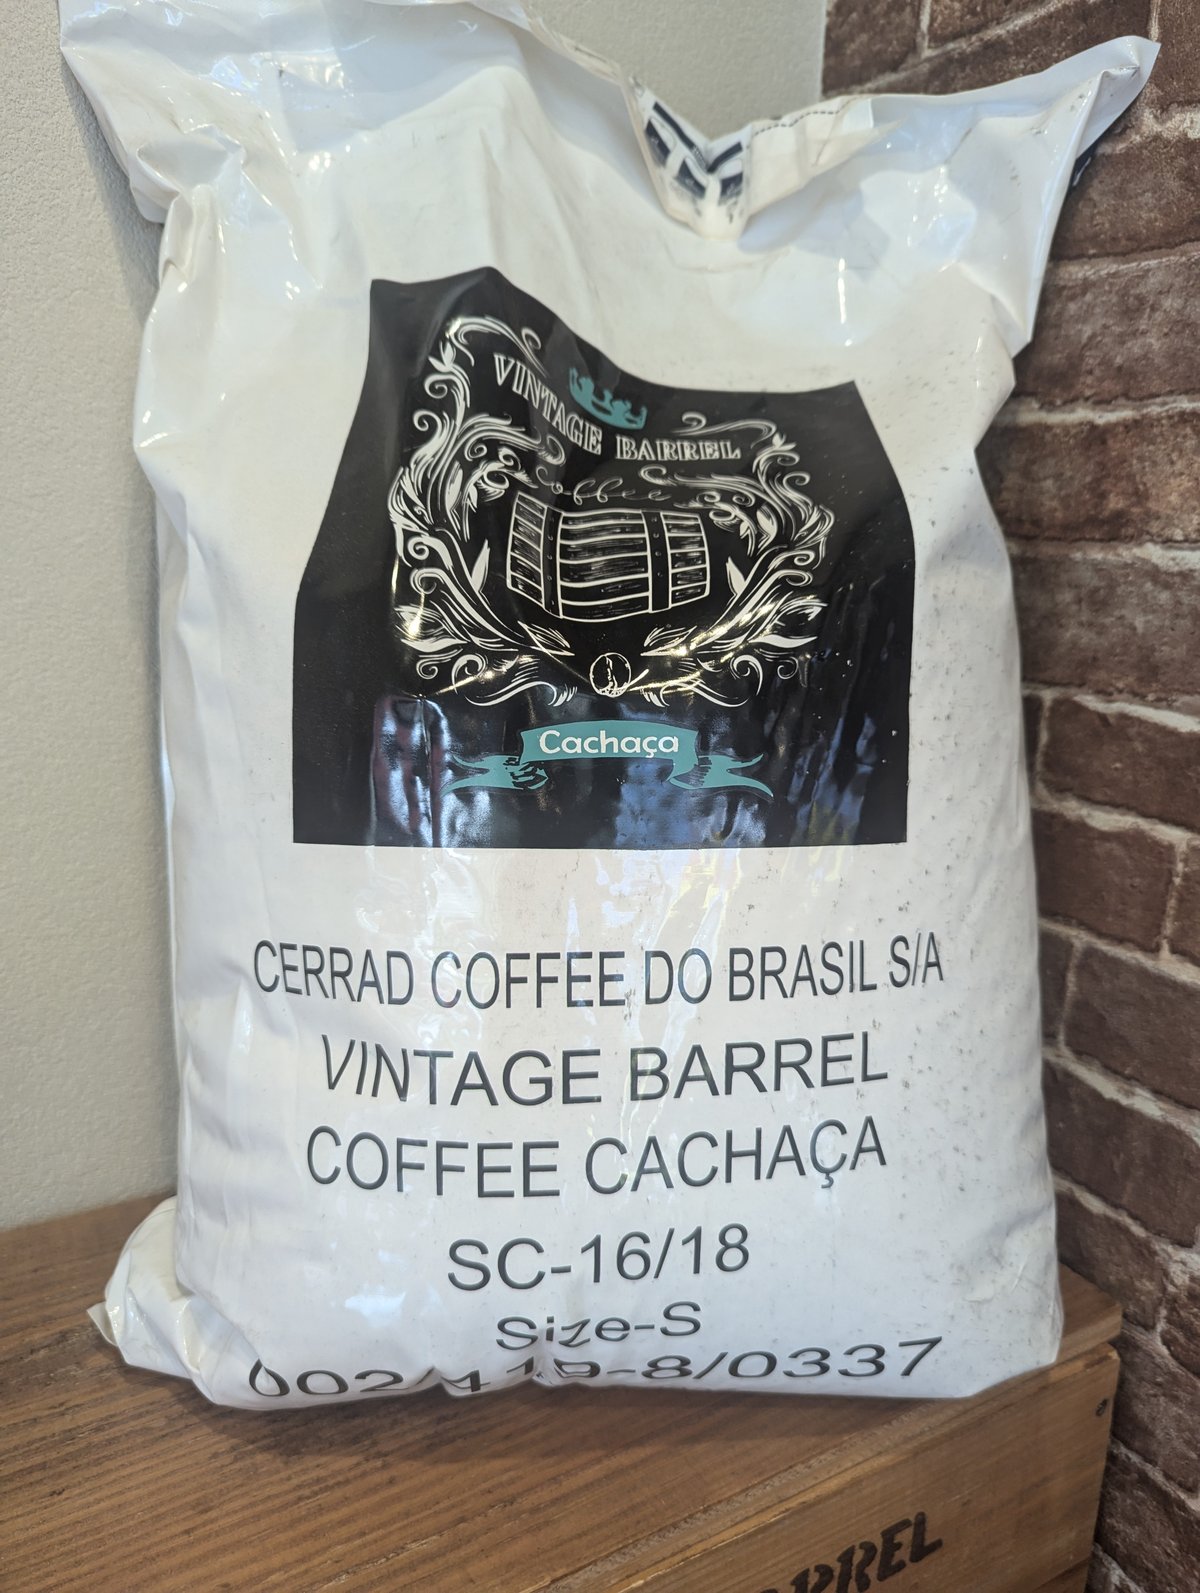 VINTAGE BARREL
Coffee
Cachaça
CERRAD COFFEE DO BRASIL S/A
VINTAGE BARREL
COFFEE CACHAÇA
SC-16/18
Size-S